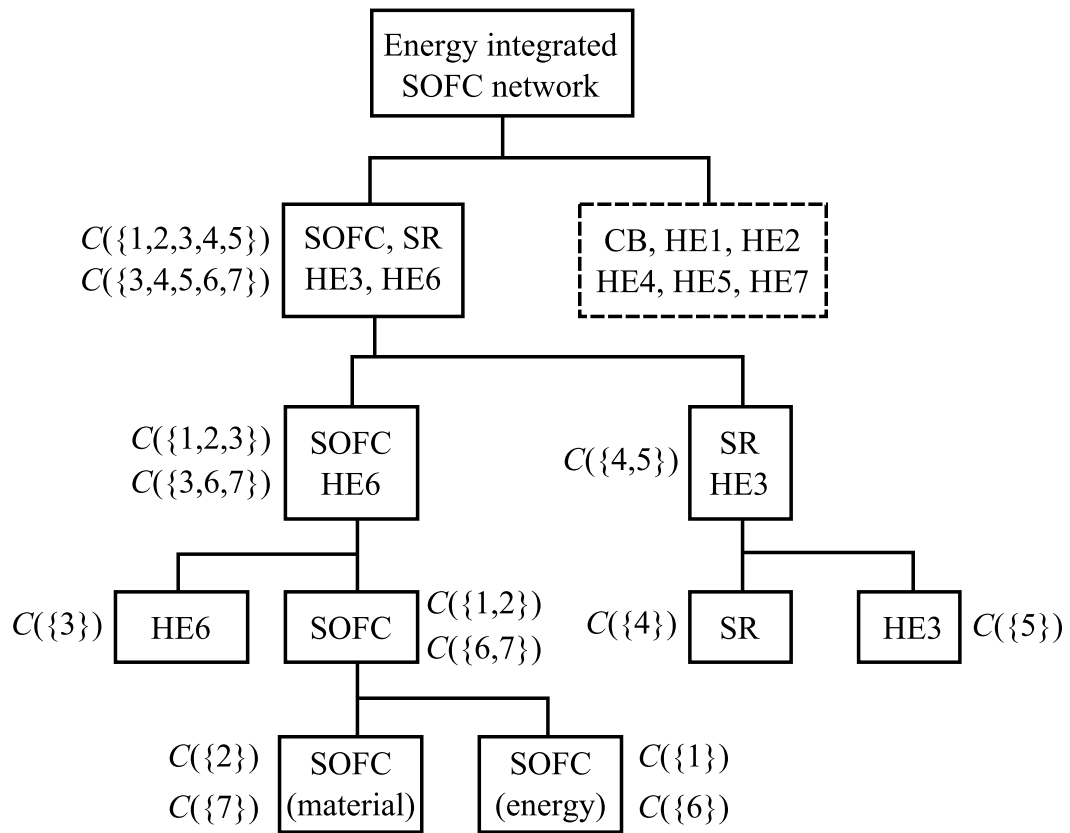 Energy integrated
SOFC network
C({1,2,3,4,5})
C({3,4,5,6,7})
SOFC, SR
HE3, HE6
CB, HE1, HE2
HE4, HE5, HE7
C({1,2,3})
C({3,6,7})
SOFC
HE6
C({4,5})
SR
HE3
C({3})
HE6
SOFC
C({1,2})
C({6,7})
C({4})
SR
HE3
C({5})
C({2})
C({7})
SOFC
(material)
SOFC
(energy)
C({1})
C({6})